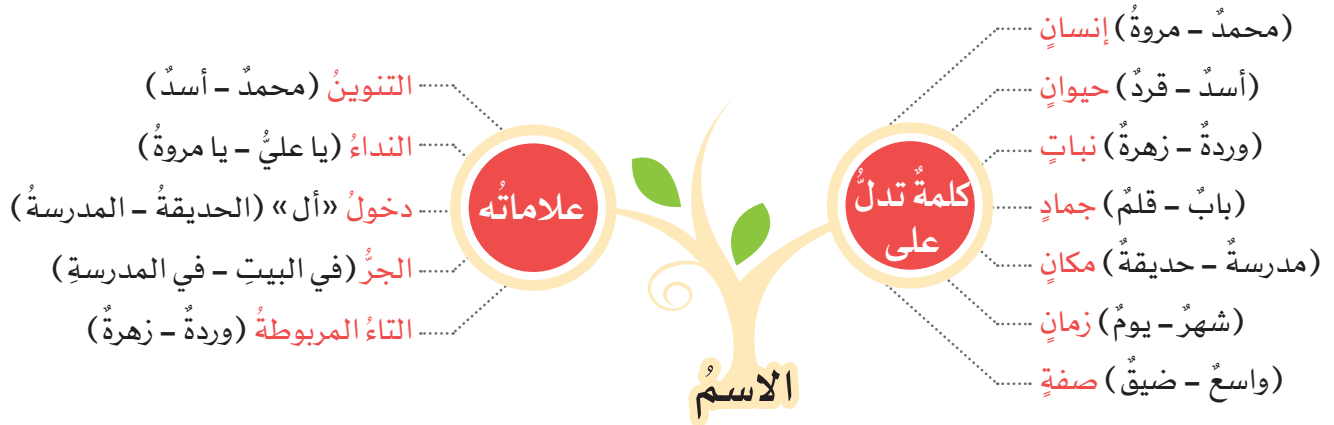 كلمةٌ تدلُّ
على
إنسانٍ (محمدٌ – مروةُ)
حيوانٍ (أسدٌ – قردٌ)
نباتٍ (وردةٌ – زهرةٌ)
جمادٍ (بابٌ – قلمٌ)
مكانٍ (مدرسةٌ – حديقةٌ)
زمانٍ (شهرٌ – يومٌ)
صفةٍ (واسعٌ – ضيقٌ)
علاماتُه
التنوينُ (محمدٌ – أسدٌ)
النداءُ (يا عليُّ – يا مروةُ)
دخولُ «أل» (الحديقةُ – المدرسةُ)
الجرُّ (في البيتِ – في المدرسةِ)
التاءُ المربوطةُ (وردةٌ – زهرةٌ)
الاسمُ